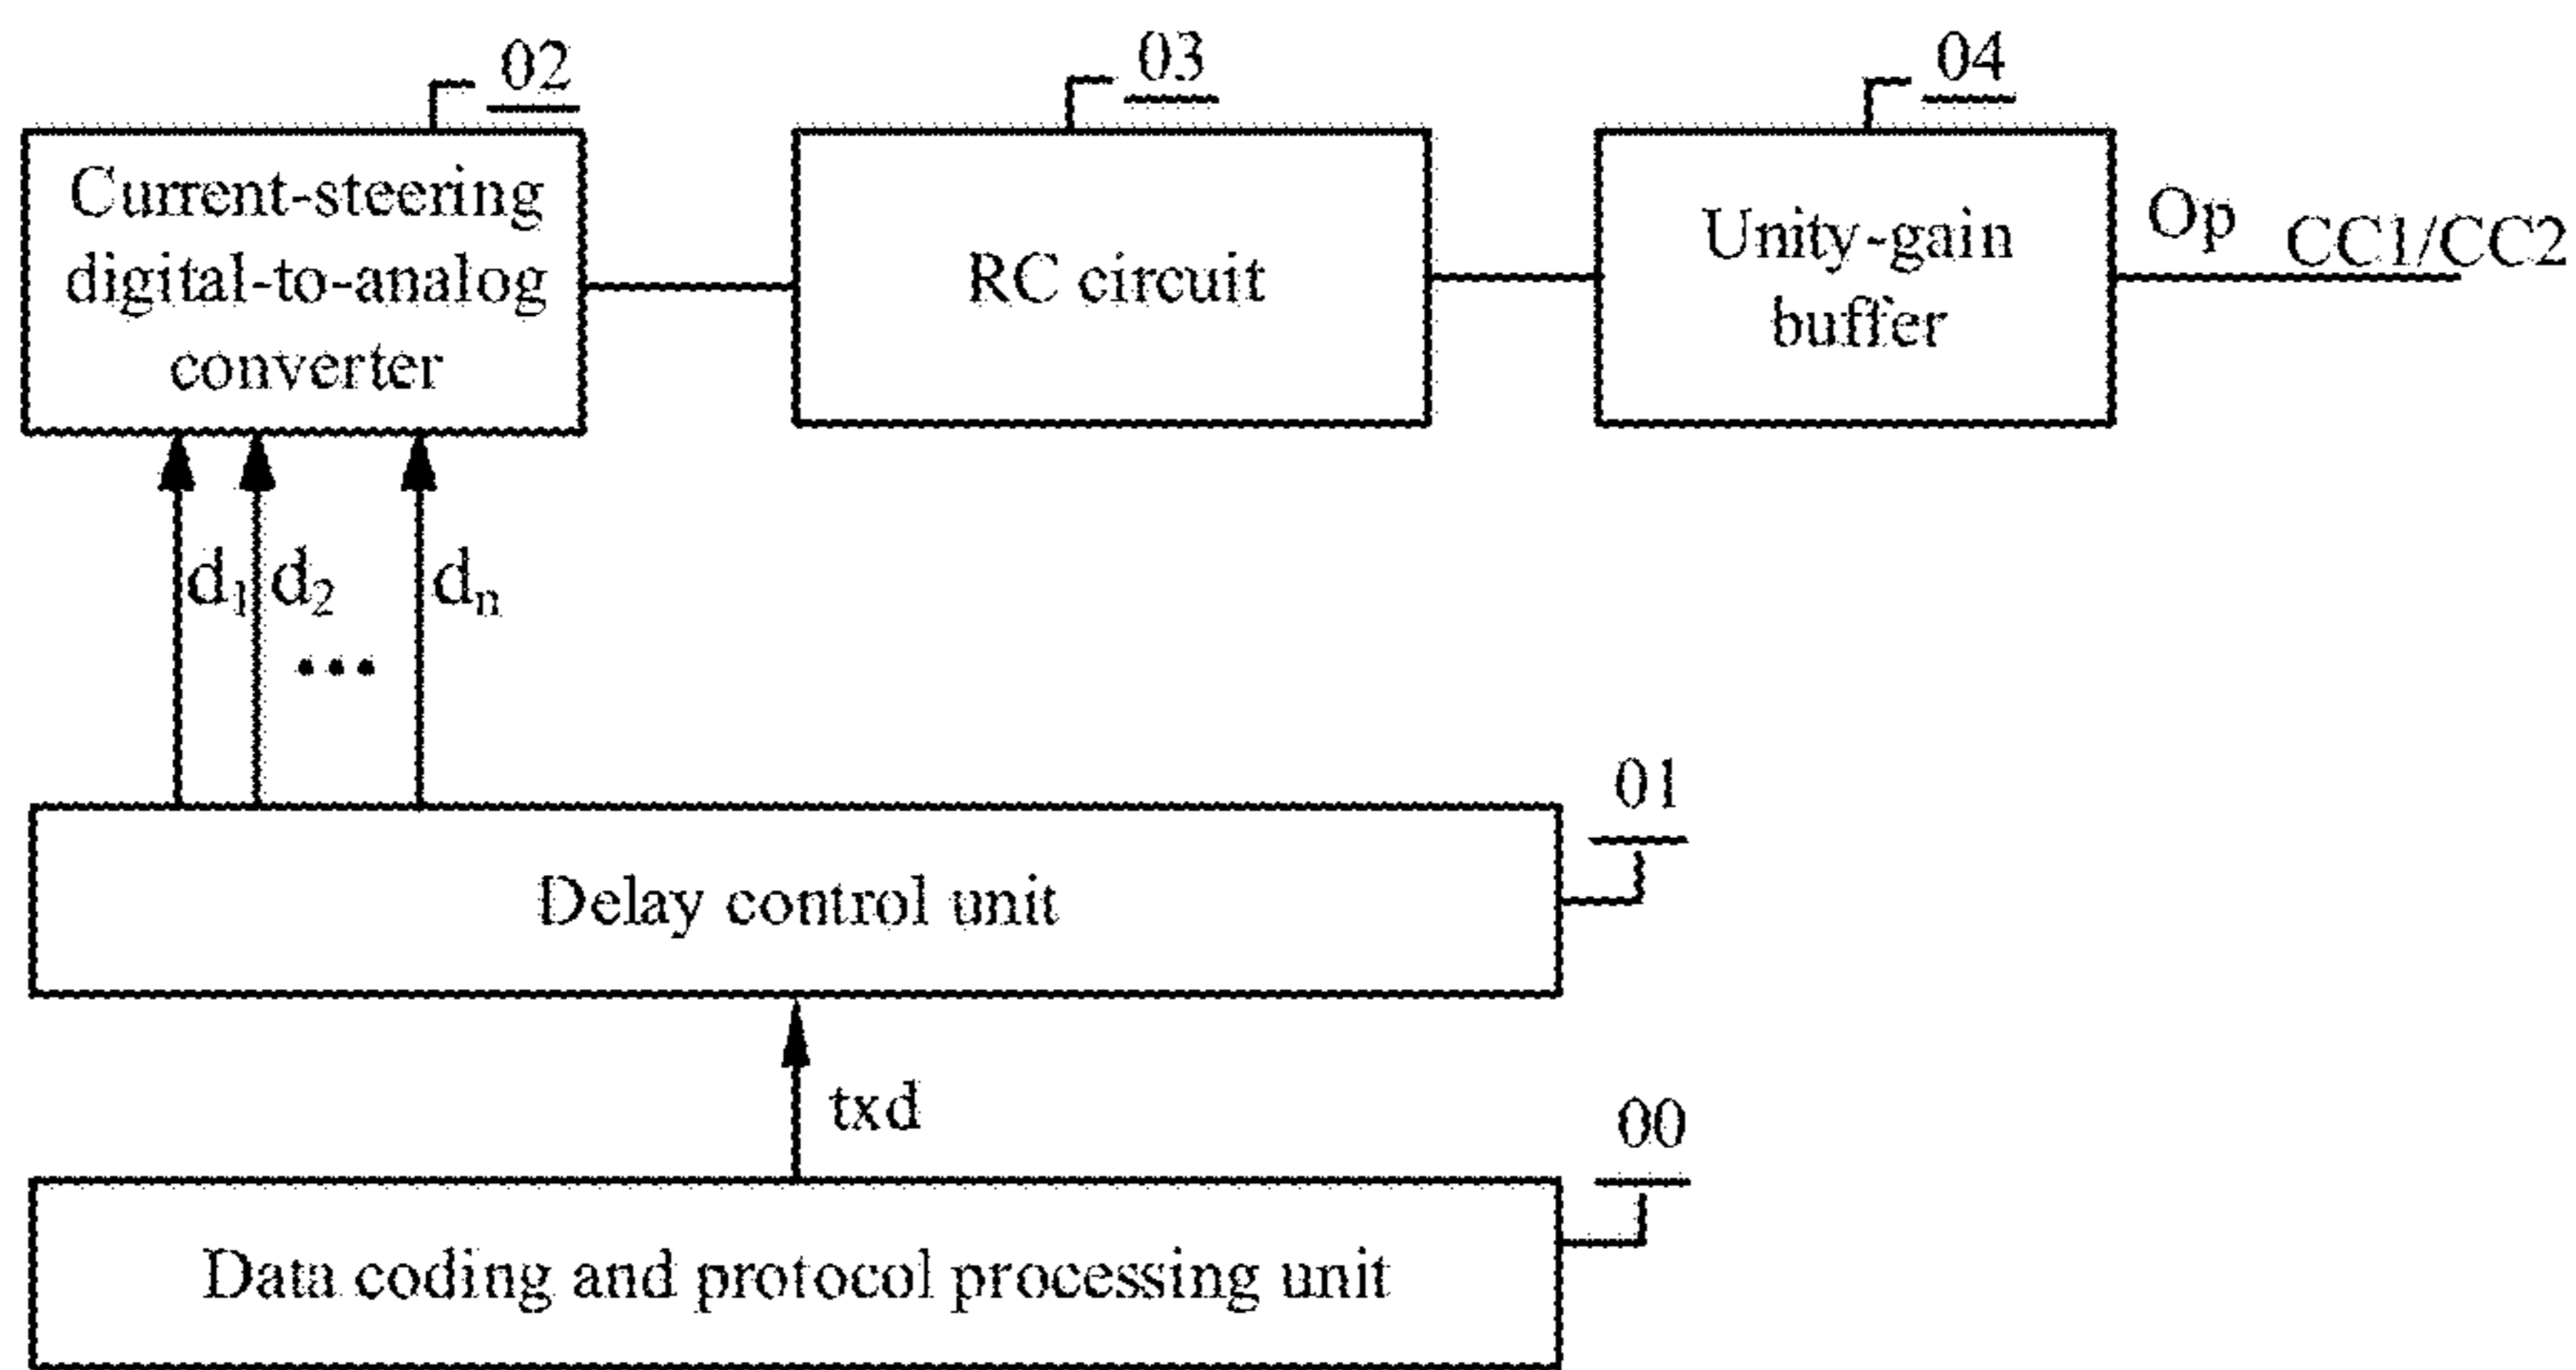 02
03
04
Current-steering
digital-to-analog
converter
RC circuit
Unity-gain
buffer
Op
CC1/CC2
d1
d2
...
dn
01
Delay control unit
txd
00
Data coding and protocol processing unit